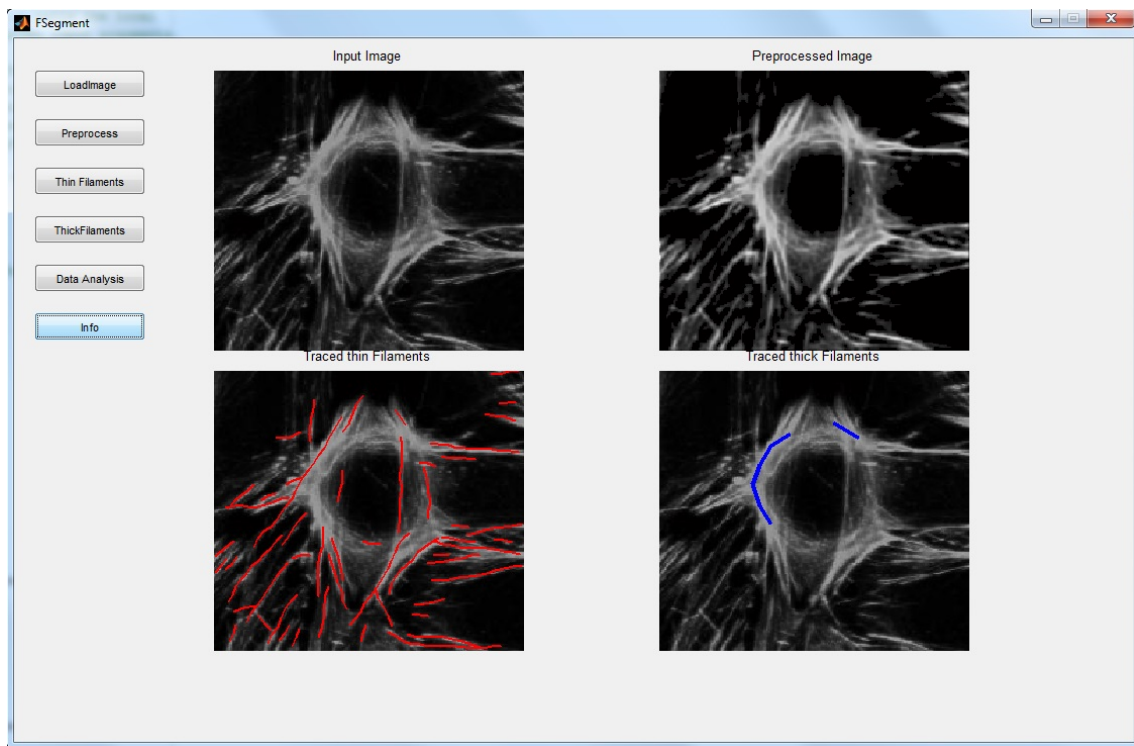 FSegment
Input Image
Preprocessed Image
LoadImage
Preprocess
Thin Filaments
ThickFilaments
Data Analysis
Info
Traced thin Filaments
Traced thick Filaments